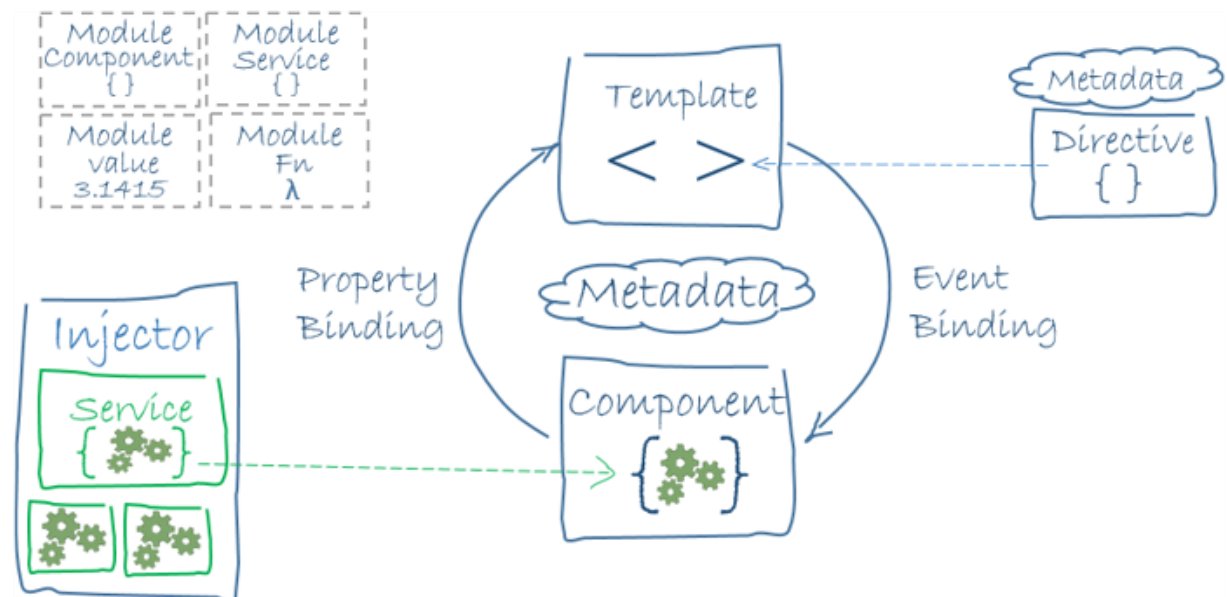 Module
Component
{ }
Module
Service
{ }
Module
value
3.1415
Module
Fn
λ
Template
< >
Metadata
Directive
{ }
Property
Binding
Metadata
Event
Binding
Injector
Service
{ }
Component
{ }